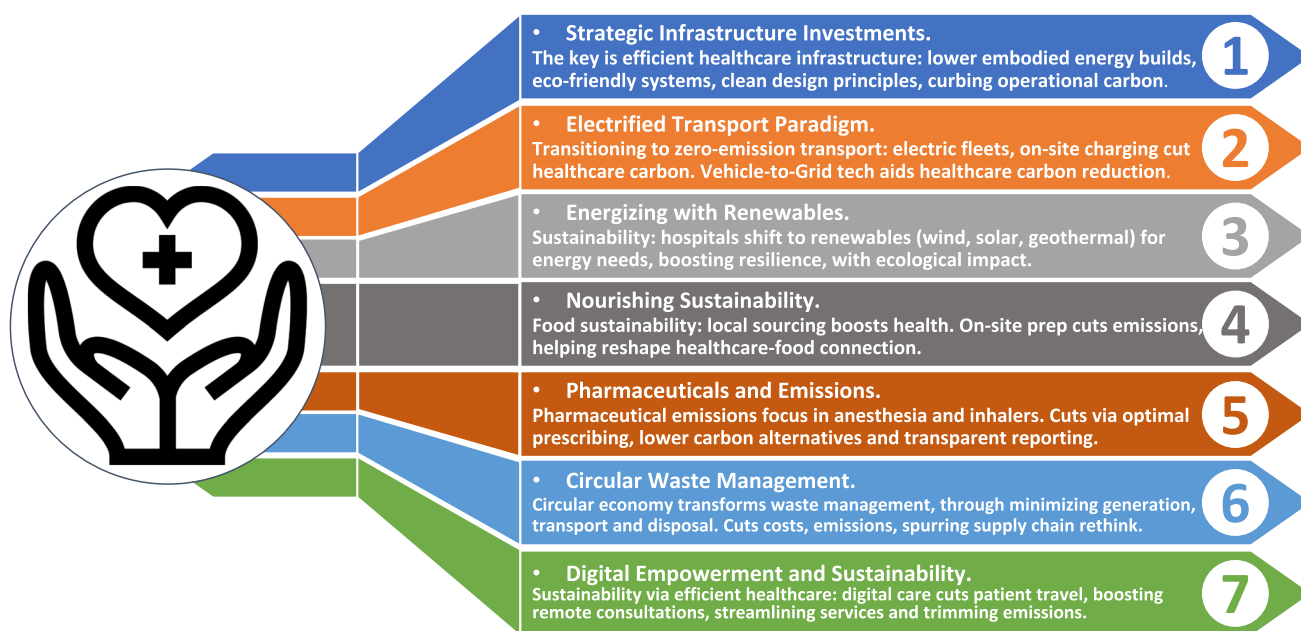 • Strategic Infrastructure Investments.
The key is efficient healthcare infrastructure: lower embodied energy builds,
eco-friendly systems, clean design principles, curbing operational carbon.
1
• Electrified Transport Paradigm.
Transitioning to zero-emission transport: electric fleets, on-site charging cut
healthcare carbon. Vehicle-to-Grid tech aids healthcare carbon reduction.
2
• Energizing with Renewables.
Sustainability: hospitals shift to renewables (wind, solar, geothermal) for
energy needs, boosting resilience, with ecological impact.
3
• Nourishing Sustainability.
Food sustainability: local sourcing boosts health. On-site prep cuts emissions,
helping reshape healthcare-food connection.
4
• Pharmaceuticals and Emissions.
Pharmaceutical emissions focus in anesthesia and inhalers. Cuts via optimal
prescribing, lower carbon alternatives and transparent reporting.
5
• Circular Waste Management.
Circular economy transforms waste management, through minimizing generation,
transport and disposal. Cuts costs, emissions, spurring supply chain rethink.
6
• Digital Empowerment and Sustainability.
Sustainability via efficient healthcare: digital care cuts patient travel, boosting
remote consultations, streamlining services and trimming emissions.
7